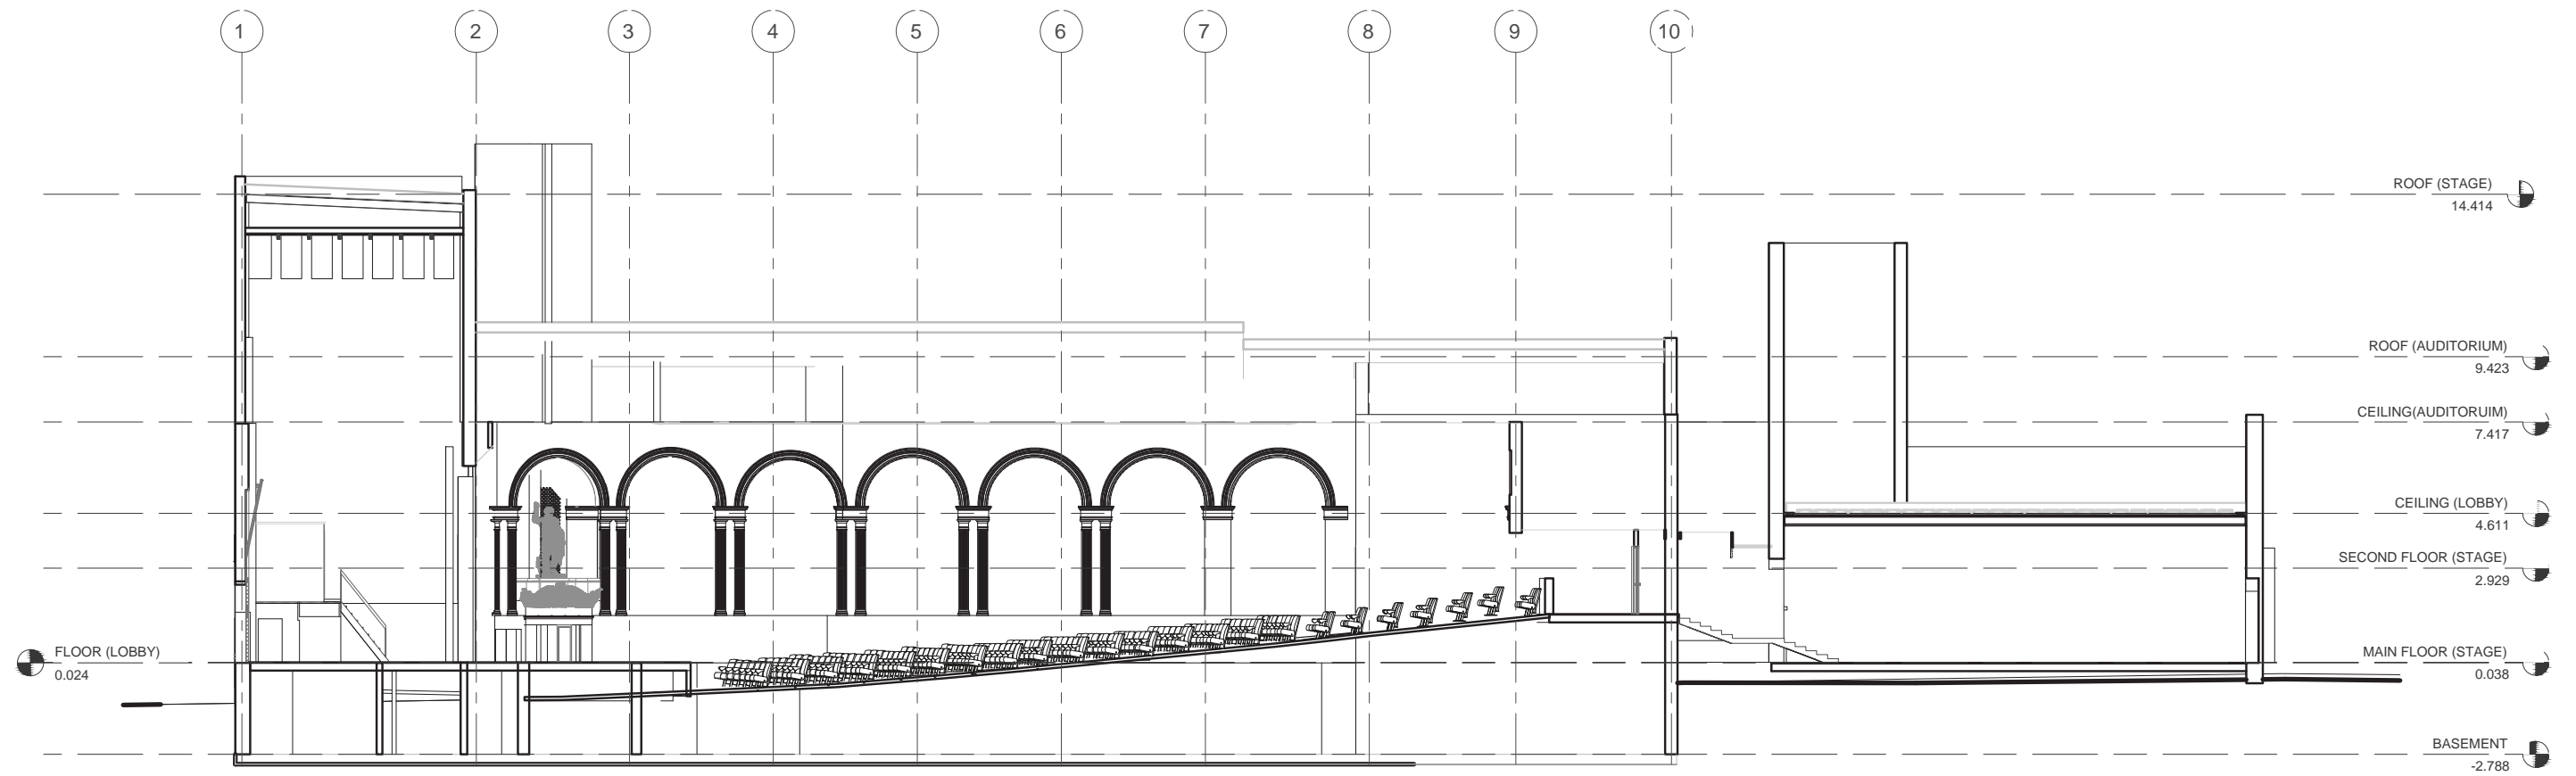 1 2 3 4 5 6 7 8 9 10
ROOF (STAGE)
14.414
ROOF (AUDITORIUM)
9.423
CEILING(AUDITORUIM)
7.417
CEILING (LOBBY)
4.611
SECOND FLOOR (STAGE)
2.929
FLOOR (LOBBY)
0.024
MAIN FLOOR (STAGE)
0.038
BASEMENT
-2.788